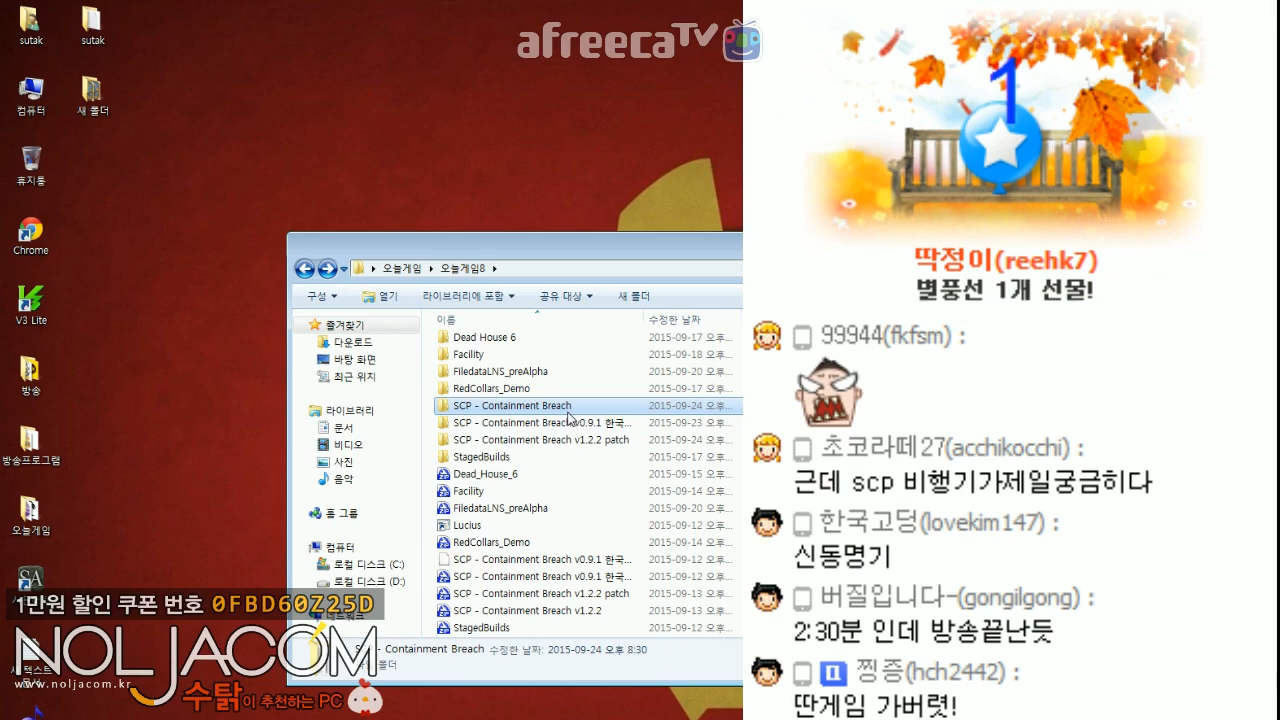 sutak
sutak
컴퓨터
새 폴더
휴지통
Chrome
V3 Lite
방송
방송프로그램
오늘게임
SA
afreecaTV
오늘게임 오늘게임8
구성 열기 라이브러리에 포함 공유 대상 새 폴더
즐겨찾기
다운로드
바탕 화면
최근 위치
라이브러리
문서
비디오
사진
음악
홈 그룹
컴퓨터
로컬 디스크 (C:)
로컬 디스크 (D:)
이름 수정한 날짜
Dead House 6 2015-09-17 오후...
Facility 2015-09-18 오후...
FiledataLNS_preAlpha 2015-09-20 오후...
RedCollars_Demo 2015-09-17 오후...
SCP - Containment Breach 2015-09-24 오후...
SCP - Containment Breach v0.9.1 한국... 2015-09-23 오후...
SCP - Containment Breach v1.2.2 patch 2015-09-24 오후...
StagedBuilds 2015-09-17 오후...
Dead_House_6 2015-09-15 오후...
Facility 2015-09-14 오후...
FiledataLNS_preAlpha 2015-09-20 오후...
Lucius 2015-09-12 오후...
RedCollars_Demo 2015-09-14 오후...
SCP - Containment Breach v0.9.1 한국... 2015-09-12 오후...
SCP - Containment Breach v0.9.1 한국... 2015-09-12 오후...
SCP - Containment Breach v1.2.2 patch 2015-09-13 오후...
SCP - Containment Breach v1.2.2 2015-09-13 오후...
StagedBuilds 2015-09-12 오후...
- Containment Breach 수정한 날짜: 2015-09-24 오후 8:30
1만원 할인 쿠폰 번호 0FBD60Z25D
NOLJACOM
www.noljacom.kr
수탉이 추천하는 PC
1
딱정이(reehk7)
별풍선 1개 선물!
99944(fkfsm) :
초코라떼27(acchikocchi) :
근데 scp 비행기가제일궁금히다
한국고딩(lovekim147) :
신동명기
버질입니다-(gongilgong) :
2:30분 인데 방송끝난듯
찡증(hch2442) :
딴게임 가버렷!